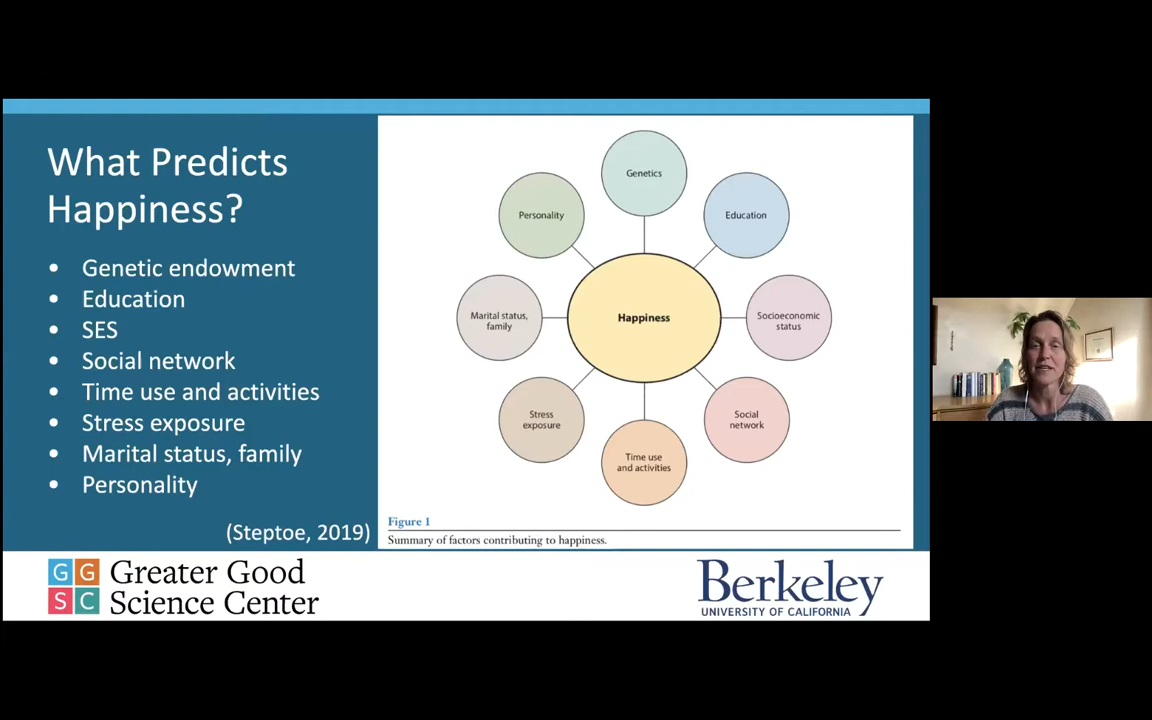 What Predicts
Happiness?
• Genetic endowment
• Education
• SES
• Social network
• Time use and activities
• Stress exposure
• Marital status, family
• Personality
(Steptoe, 2019)
Genetics
Personality
Education
Marital status,
family
Happiness
Socioeconomic
status
Stress
exposure
Social
network
Time use
and activities
Figure 1
Summary of factors contributing to happiness.
G G
S C
Greater Good
Science Center
Berkeley
UNIVERSITY OF CALIFORNIA